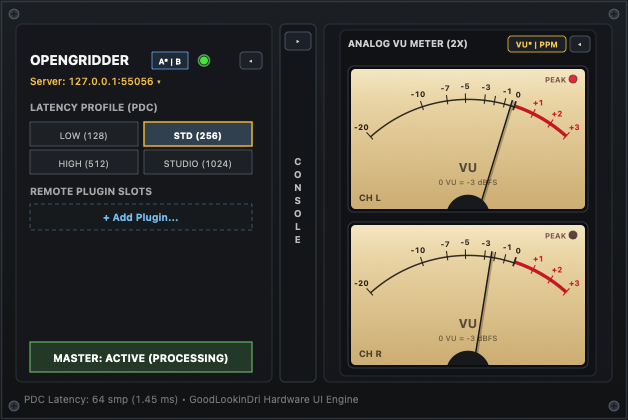 OPENGRIDDER
A* | B
Server: 127.0.0.1:55056 ▾
LATENCY PROFILE (PDC)
LOW (128)
STD (256)
HIGH (512)
STUDIO (1024)
REMOTE PLUGIN SLOTS
+ Add Plugin...
MASTER: ACTIVE (PROCESSING)
CONSOLE
ANALOG VU METER (2X)
VU* | PPM
PEAK
-20 -10 -7 -5 -3 -1 0 +1 +2 +3
VU
0 VU = -3 dBFS
CH L
PEAK
-20 -10 -7 -5 -3 -1 0 +1 +2 +3
VU
0 VU = -3 dBFS
CH R
PDC Latency: 64 smp (1.45 ms) • GoodLookinDri Hardware UI Engine